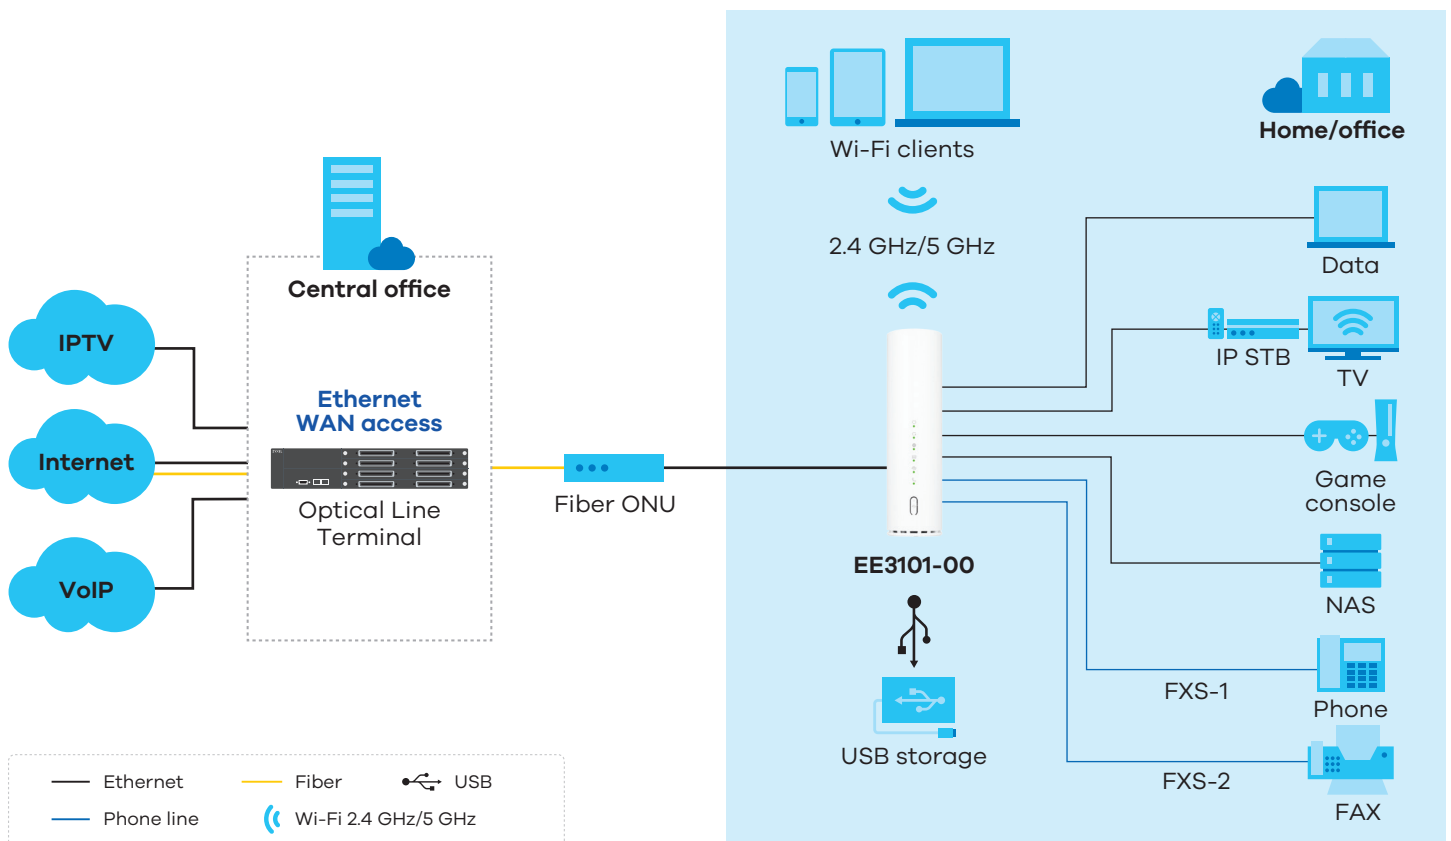 Wi-Fi clients
Home/office
2.4 GHz/5 GHz
Data
IP STB
TV
Central office
IPTV
Internet
VoIP
Ethernet
WAN access
Optical Line
Terminal
Fiber ONU
EE3101-00
Game
console
NAS
FXS-1
Phone
USB storage
FXS-2
FAX
Ethernet
Fiber
USB
Phone line
Wi-Fi 2.4 GHz/5 GHz